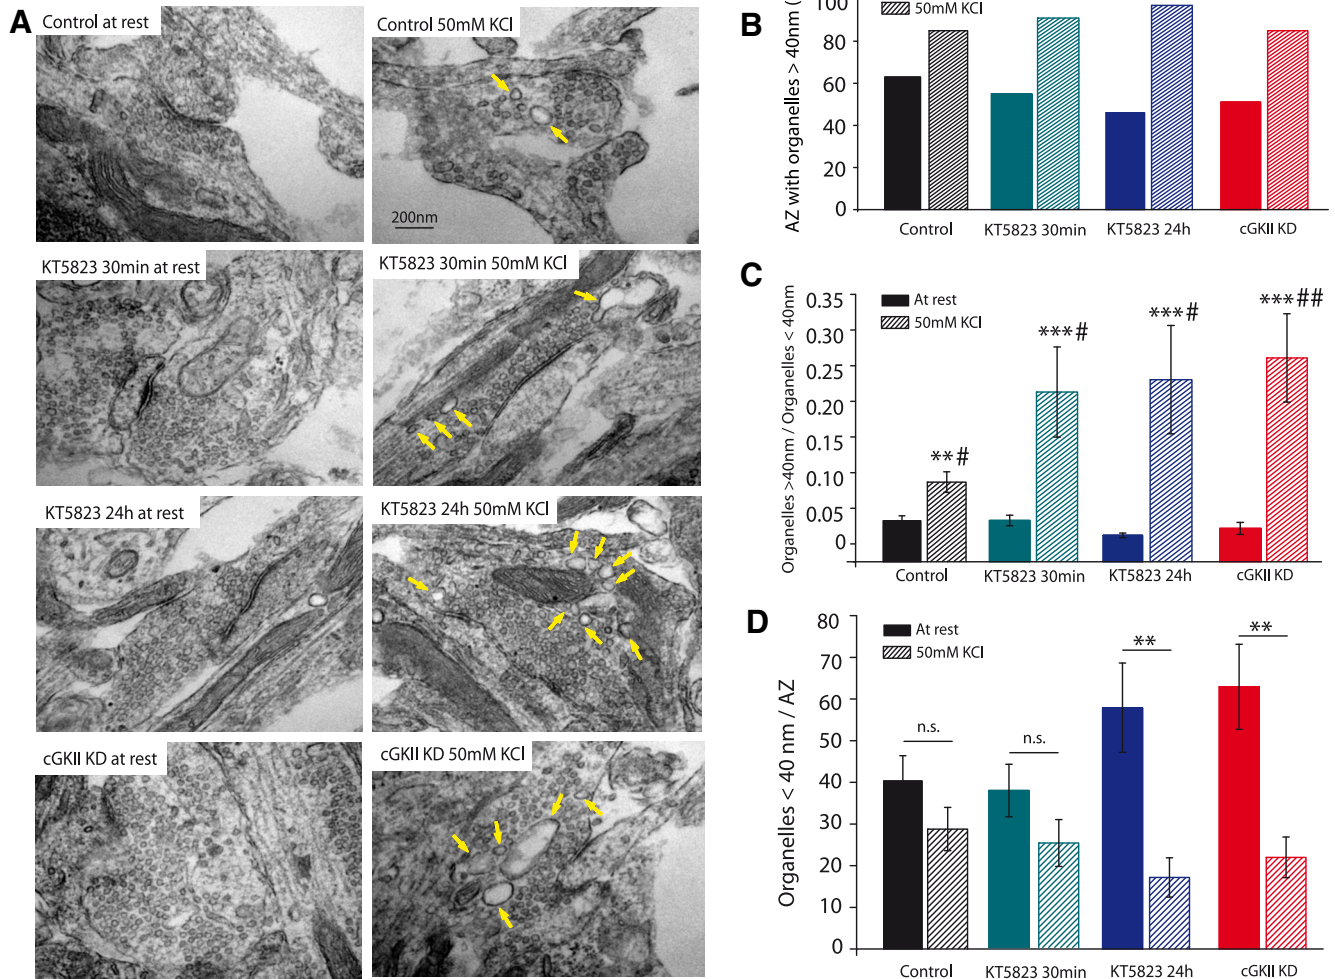 A
Control at rest
Control 50mM KCl
200nm
KT5823 30min at rest
KT5823 30min 50mM KCl
KT5823 24h at rest
KT5823 24h 50mM KCl
cGKII KD at rest
cGKII KD 50mM KCl
B
AZ with organelles > 40nm (
50mM KCl
100
80
60
40
20
0
Control
KT5823 30min
KT5823 24h
cGKII KD
C
Organelles >40nm / Organelles < 40nm
At rest
50mM KCl
0.35
0.30
0.25
0.20
0.15
0.10
0.05
0
**#
***#
***#
***##
Control
KT5823 30min
KT5823 24h
cGKII KD
D
Organelles < 40 nm / AZ
At rest
50mM KCl
80
70
60
50
40
30
20
10
0
n.s.
n.s.
**
**
Control
KT5823 30min
KT5823 24h
cGKII KD